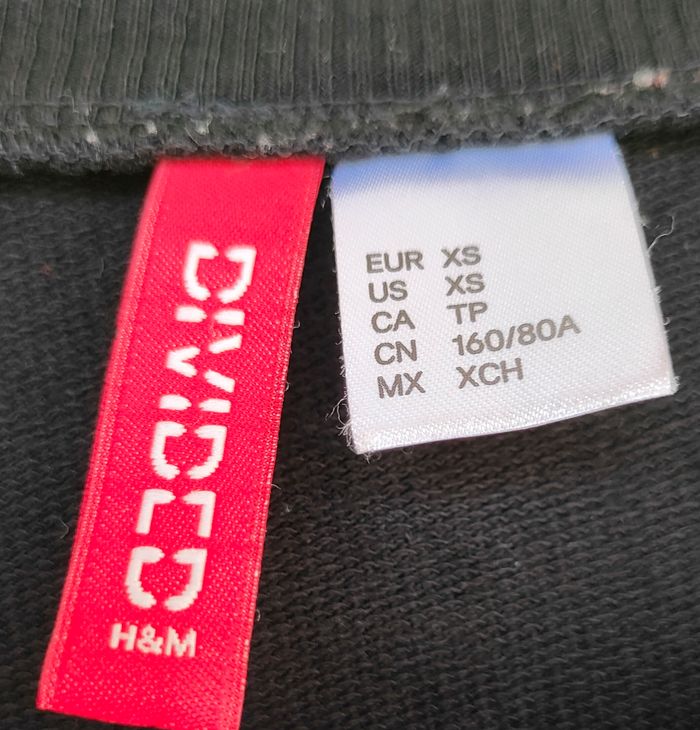 DIVIDED
H&M
EUR XS
US XS
CA TP
CN 160/80A
MX XCH